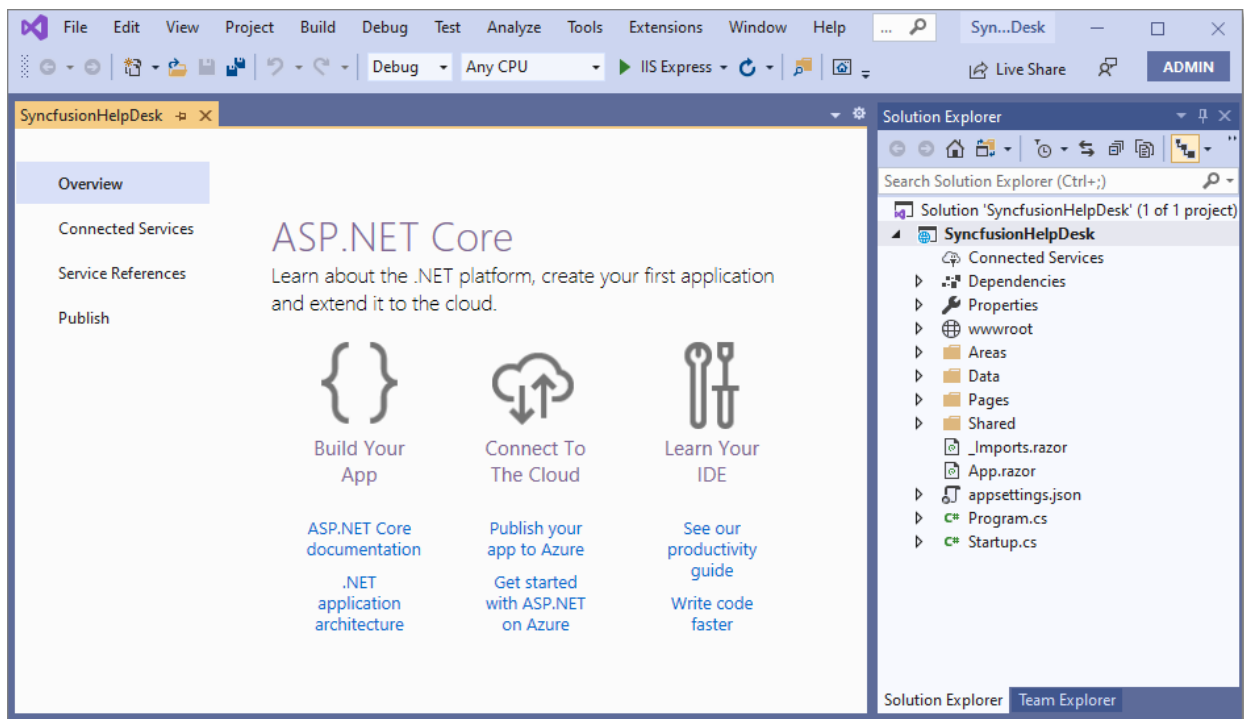 File Edit View Project Build Debug Test Analyze Tools Extensions Window Help ... Syn...Desk
Debug Any CPU IIS Express Live Share ADMIN
SyncfusionHelpDesk
Overview
Connected Services
Service References
Publish
ASP.NET Core
Learn about the .NET platform, create your first application
and extend it to the cloud.
Build Your
App
Connect To
The Cloud
Learn Your
IDE
ASP.NET Core
documentation
.NET
application
architecture
Publish your
app to Azure
Get started
with ASP.NET
on Azure
See our
productivity
guide
Write code
faster
Solution Explorer
Search Solution Explorer (Ctrl+;)
Solution 'SyncfusionHelpDesk' (1 of 1 project)
SyncfusionHelpDesk
Connected Services
Dependencies
Properties
wwwroot
Areas
Data
Pages
Shared
_Imports.razor
App.razor
appsettings.json
C# Program.cs
C# Startup.cs
Solution Explorer Team Explorer